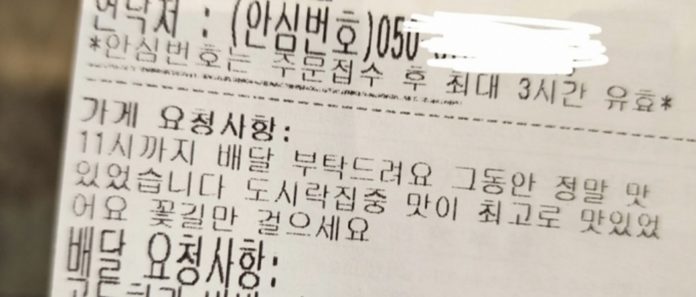 연락처 : (안심번호)050
*안심번호는 주문접수 후 최대 3시간 유효*
가게 요청사항:
11시까지 배달 부탁드려요 그동안 정말 맛
있었습니다 도시락집중 맛이 최고로 맛있었
어요 꽃길만 걸으세요
배달 요청사항: